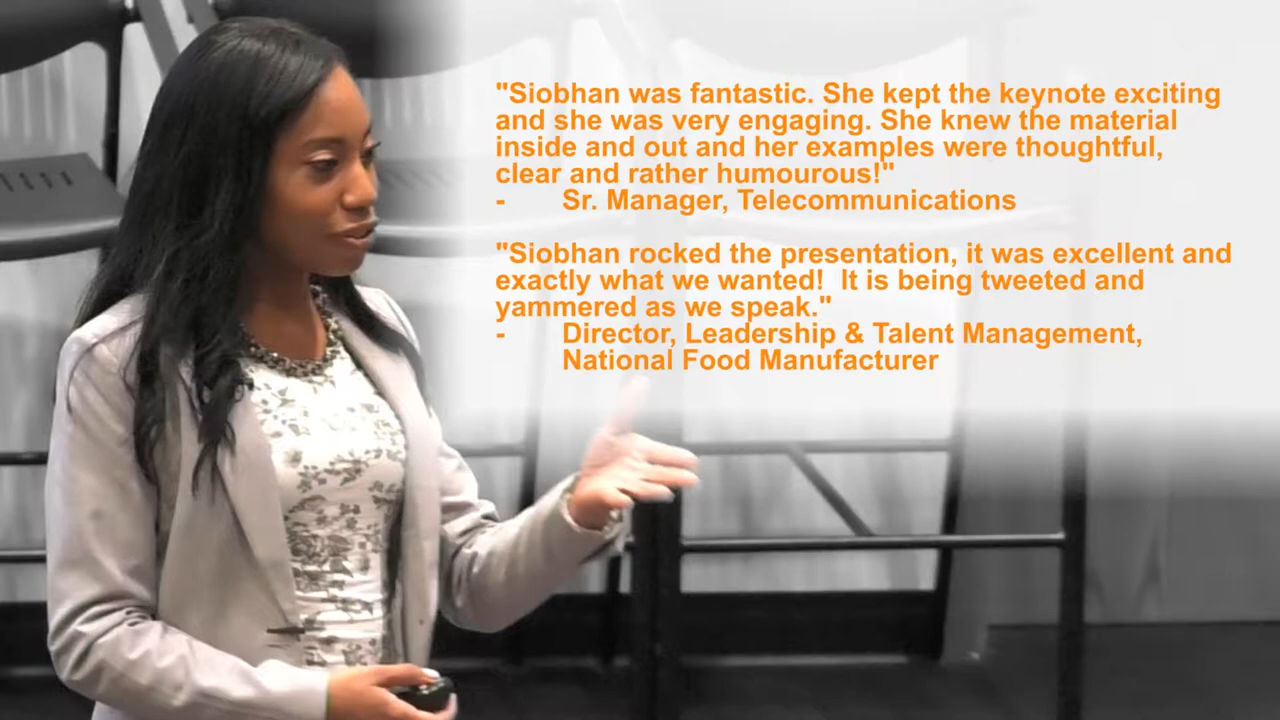 "Siobhan was fantastic. She kept the keynote exciting
and she was very engaging. She knew the material
inside and out and her examples were thoughtful,
clear and rather humourous!"
- Sr. Manager, Telecommunications
"Siobhan rocked the presentation, it was excellent and
exactly what we wanted!  It is being tweeted and
yammered as we speak."
- Director, Leadership & Talent Management,
National Food Manufacturer